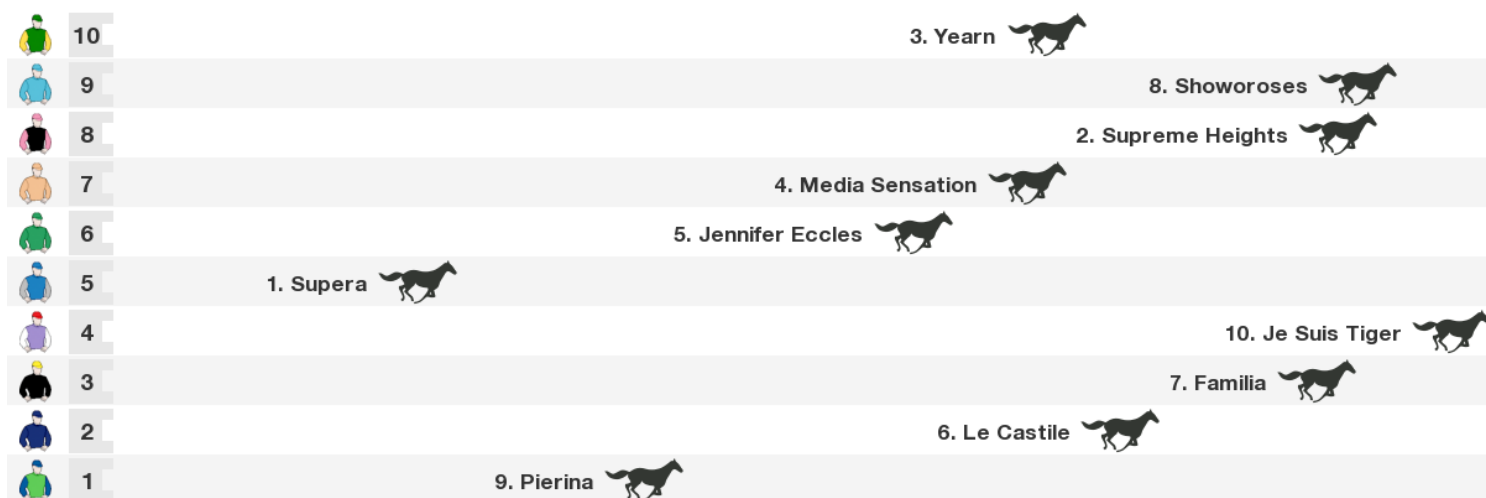 10 3. Yearn
9 8. Showoroses
8 2. Supreme Heights
7 4. Media Sensation
6 5. Jennifer Eccles
5 1. Supera
4 10. Je Suis Tiger
3 7. Familia
2 6. Le Castile
1 9. Pierina